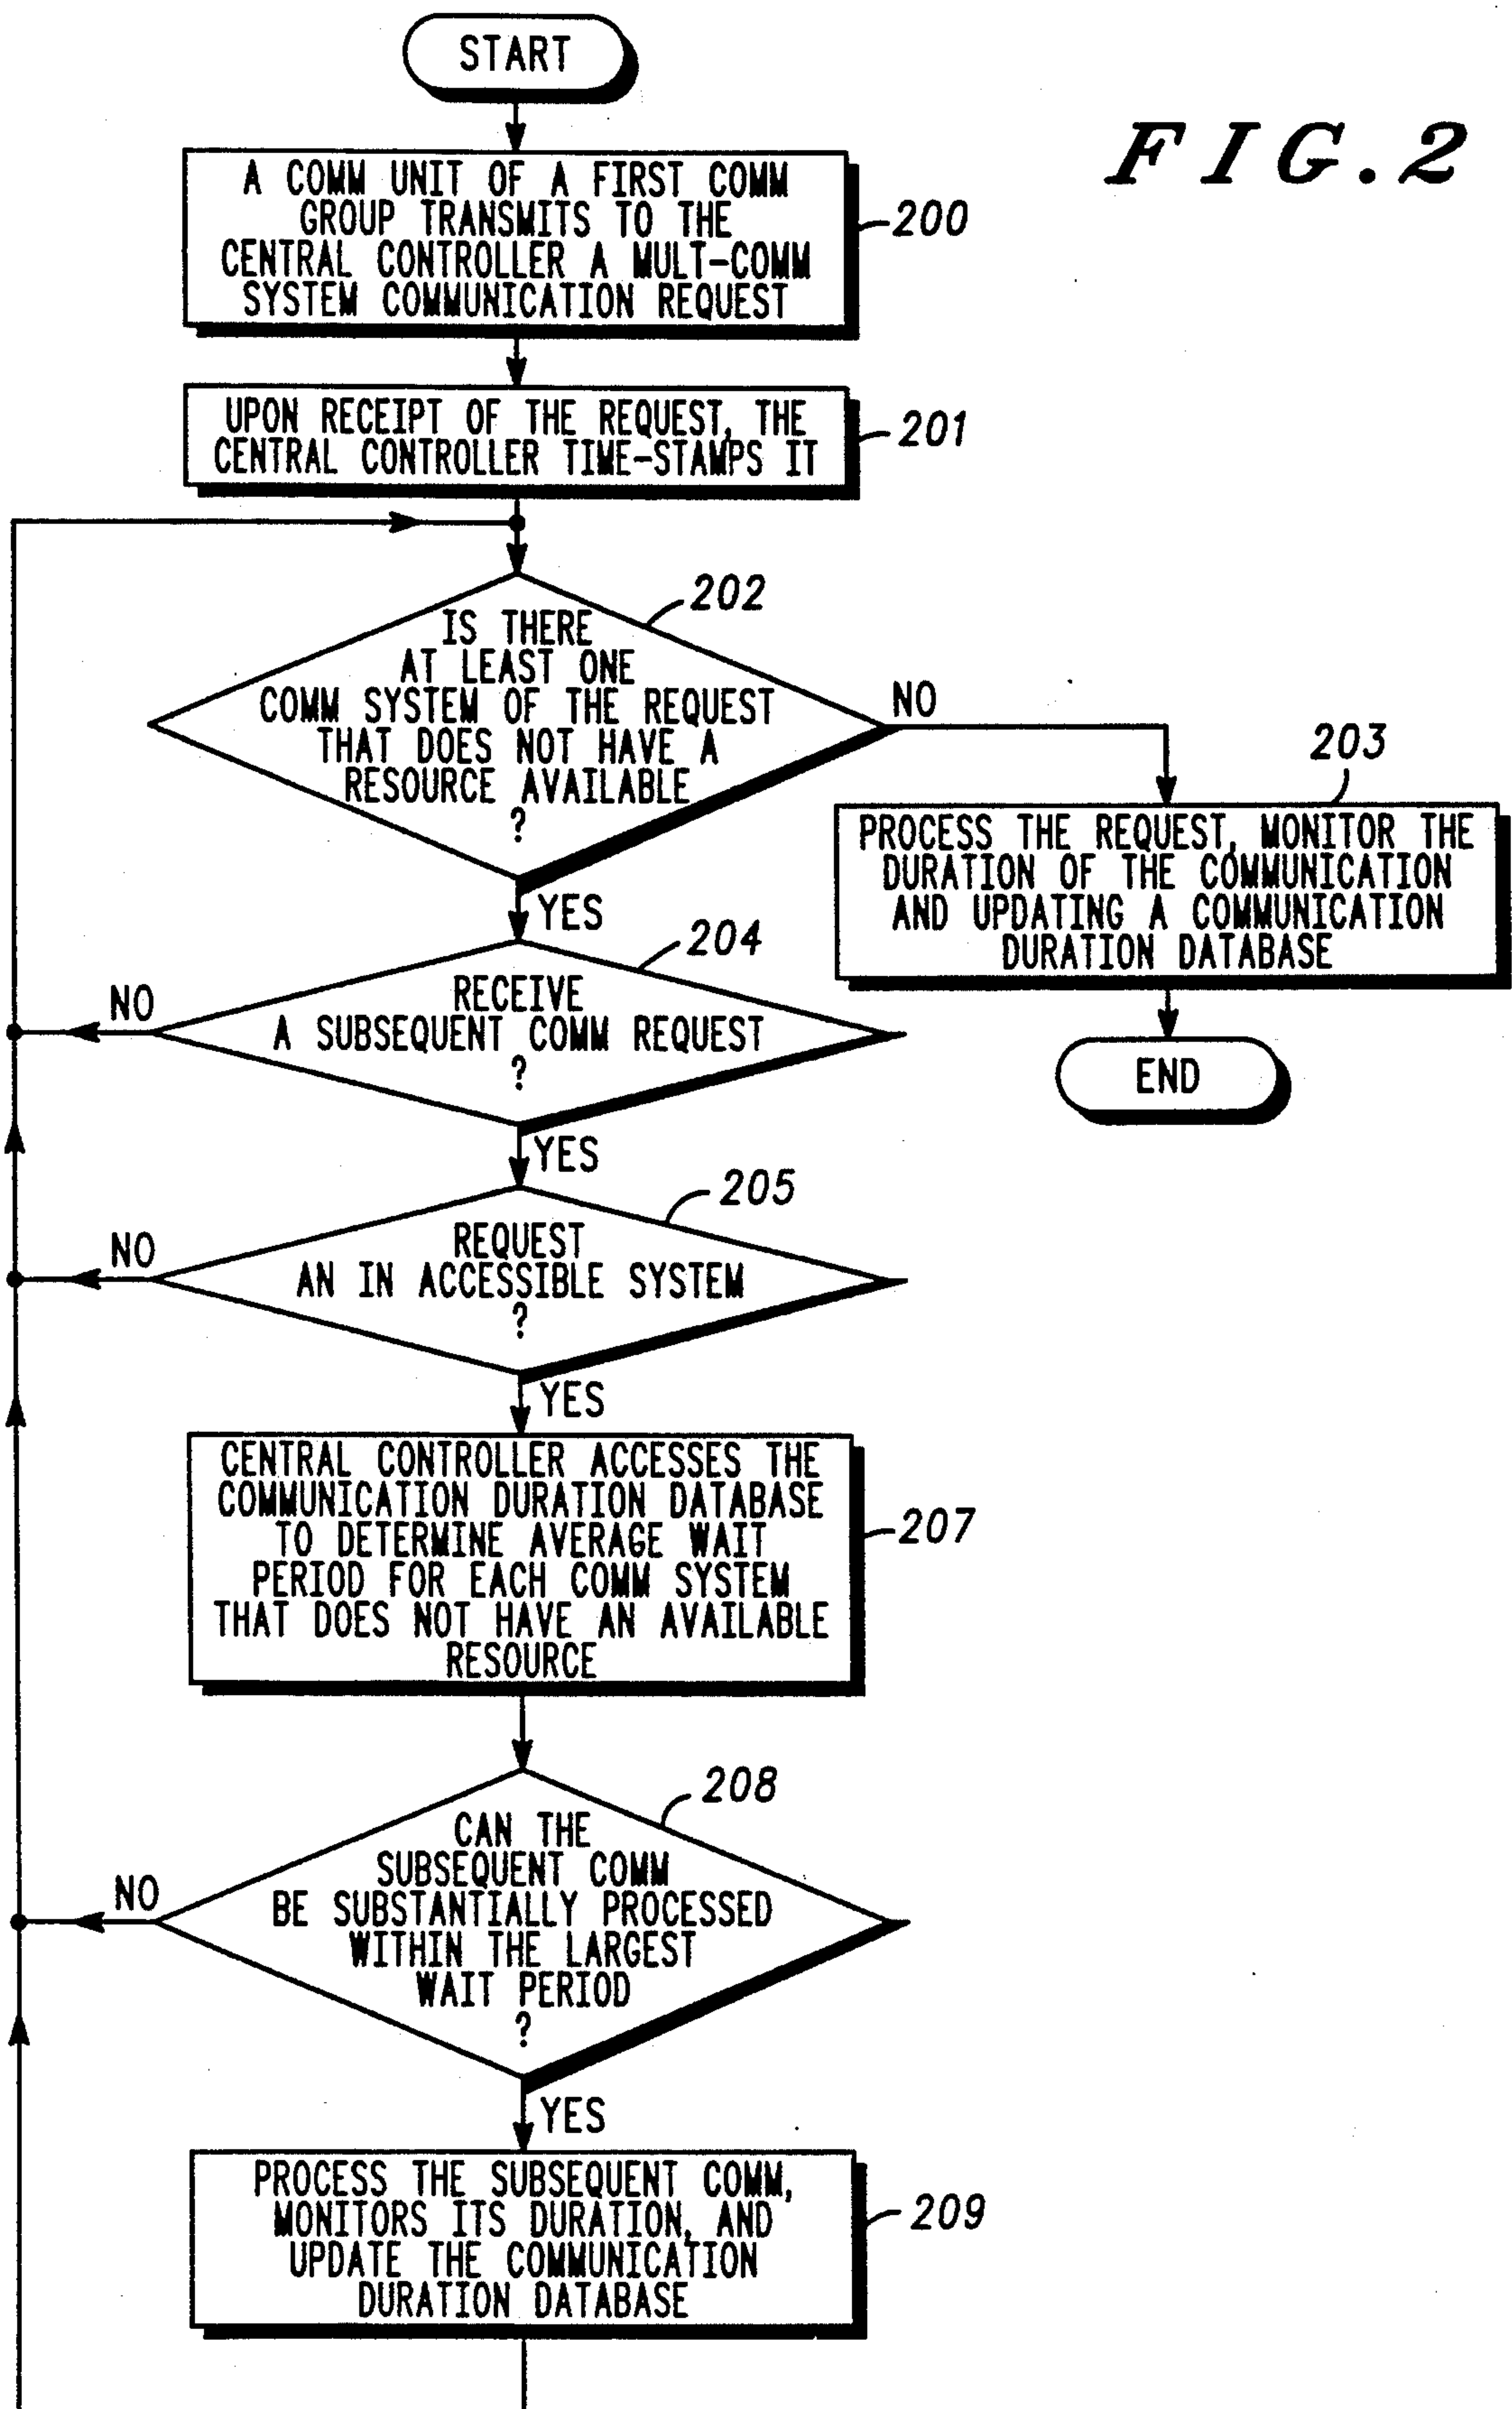 START
FIG.2
A COMM UNIT OF A FIRST COMM
GROUP TRANSMITS TO THE
CENTRAL CONTROLLER A MULT-COMM
SYSTEM COMMUNICATION REQUEST
200
UPON RECEIPT OF THE REQUEST, THE
CENTRAL CONTROLLER TIME-STAMPS IT
201
202
IS THERE
AT LEAST ONE
COMM SYSTEM OF THE REQUEST
THAT DOES NOT HAVE A
RESOURCE AVAILABLE
?
NO
203
PROCESS THE REQUEST, MONITOR THE
DURATION OF THE COMMUNICATION
AND UPDATING A COMMUNICATION
DURATION DATABASE
END
YES
204
RECEIVE
A SUBSEQUENT COMM REQUEST
?
NO
YES
205
REQUEST
AN IN ACCESSIBLE SYSTEM
?
NO
YES
CENTRAL CONTROLLER ACCESSES THE
COMMUNICATION DURATION DATABASE
TO DETERMINE AVERAGE WAIT
PERIOD FOR EACH COMM SYSTEM
THAT DOES NOT HAVE AN AVAILABLE
RESOURCE
207
208
CAN THE
SUBSEQUENT COMM
BE SUBSTANTIALLY PROCESSED
WITHIN THE LARGEST
WAIT PERIOD
?
NO
YES
PROCESS THE SUBSEQUENT COMM,
MONITORS ITS DURATION, AND
UPDATE THE COMMUNICATION
DURATION DATABASE
209